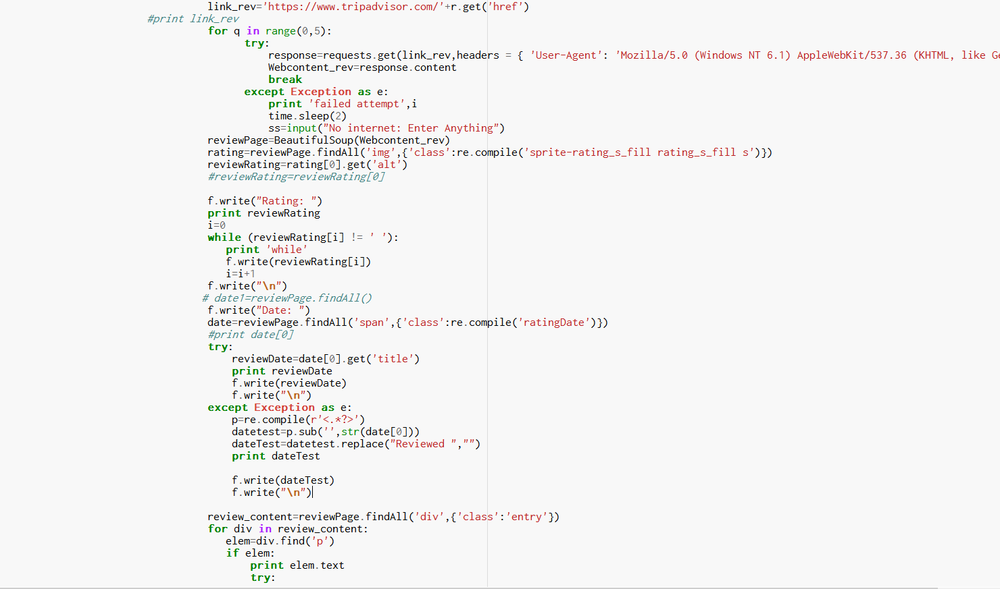 link_rev='https://www.tripadvisor.com/'+r.get('href')
#print link_rev
for q in range(0,5):
try:
response=requests.get(link_rev,headers = { 'User-Agent': 'Mozilla/5.0 (Windows NT 6.1) AppleWebKit/537.36 (KHTML, like Ge
Webcontent_rev=response.content
break
except Exception as e:
print 'failed attempt',i
time.sleep(2)
ss=input("No internet: Enter Anything")
reviewPage=BeautifulSoup(Webcontent_rev)
rating=reviewPage.findAll('img',{'class':re.compile('sprite-rating_s_fill rating_s_fill s')})
reviewRating=rating[0].get('alt')
#reviewRating=reviewRating[0]
f.write("Rating: ")
print reviewRating
i=0
while (reviewRating[i] != ' '):
print 'while'
f.write(reviewRating[i])
i=i+1
f.write("\n")
# date1=reviewPage.findAll()
f.write("Date: ")
date=reviewPage.findAll('span',{'class':re.compile('ratingDate')})
#print date[0]
try:
reviewDate=date[0].get('title')
print reviewDate
f.write(reviewDate)
f.write("\n")
except Exception as e:
p=re.compile(r'<.*?>')
datetest=p.sub('',str(date[0]))
dateTest=datetest.replace("Reviewed ","")
print dateTest
f.write(dateTest)
f.write("\n")
review_content=reviewPage.findAll('div',{'class':'entry'})
for div in review_content:
elem=div.find('p')
if elem:
print elem.text
try: